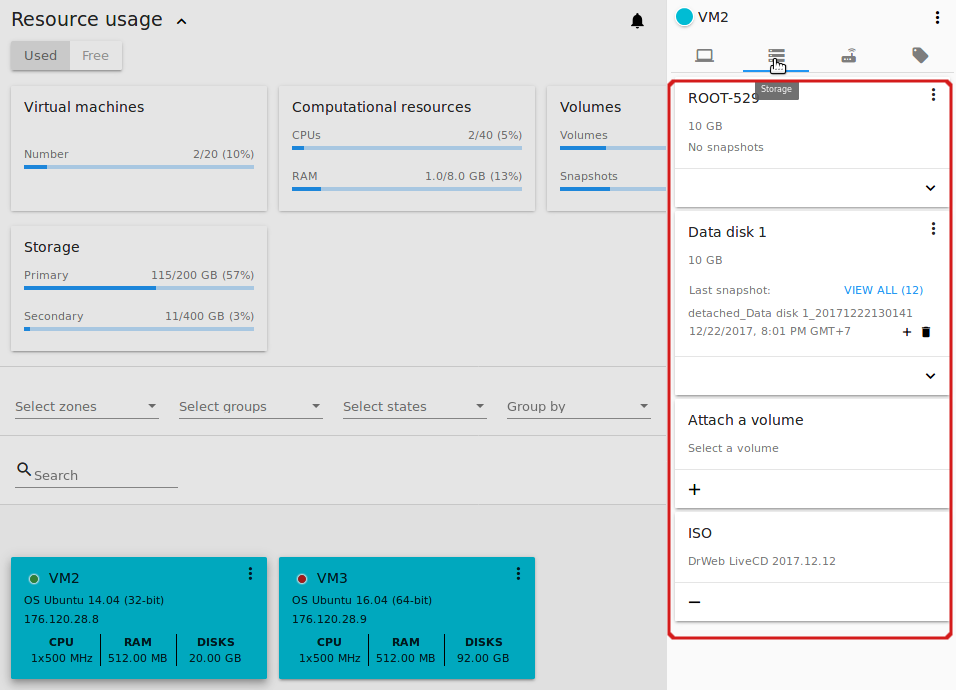 Resource usage
Used Free
Virtual machines
Number 2/20 (10%)
Computational resources
CPUs 2/40 (5%)
RAM 1.0/8.0 GB (13%)
Volumes
Volumes
Snapshots
Storage
Primary 115/200 GB (57%)
Secondary 11/400 GB (3%)
Select zones Select groups Select states Group by
Search
VM2
OS Ubuntu 14.04 (32-bit)
176.120.28.8
CPU RAM DISKS
1x500 MHz 512.00 MB 20.00 GB
VM3
OS Ubuntu 16.04 (64-bit)
176.120.28.9
CPU RAM DISKS
1x500 MHz 512.00 MB 92.00 GB
VM2
Storage
ROOT-529
10 GB
No snapshots
Data disk 1
10 GB
Last snapshot: VIEW ALL (12)
detached_Data disk 1_20171222130141
12/22/2017, 8:01 PM GMT+7
Attach a volume
Select a volume
ISO
DrWeb LiveCD 2017.12.12